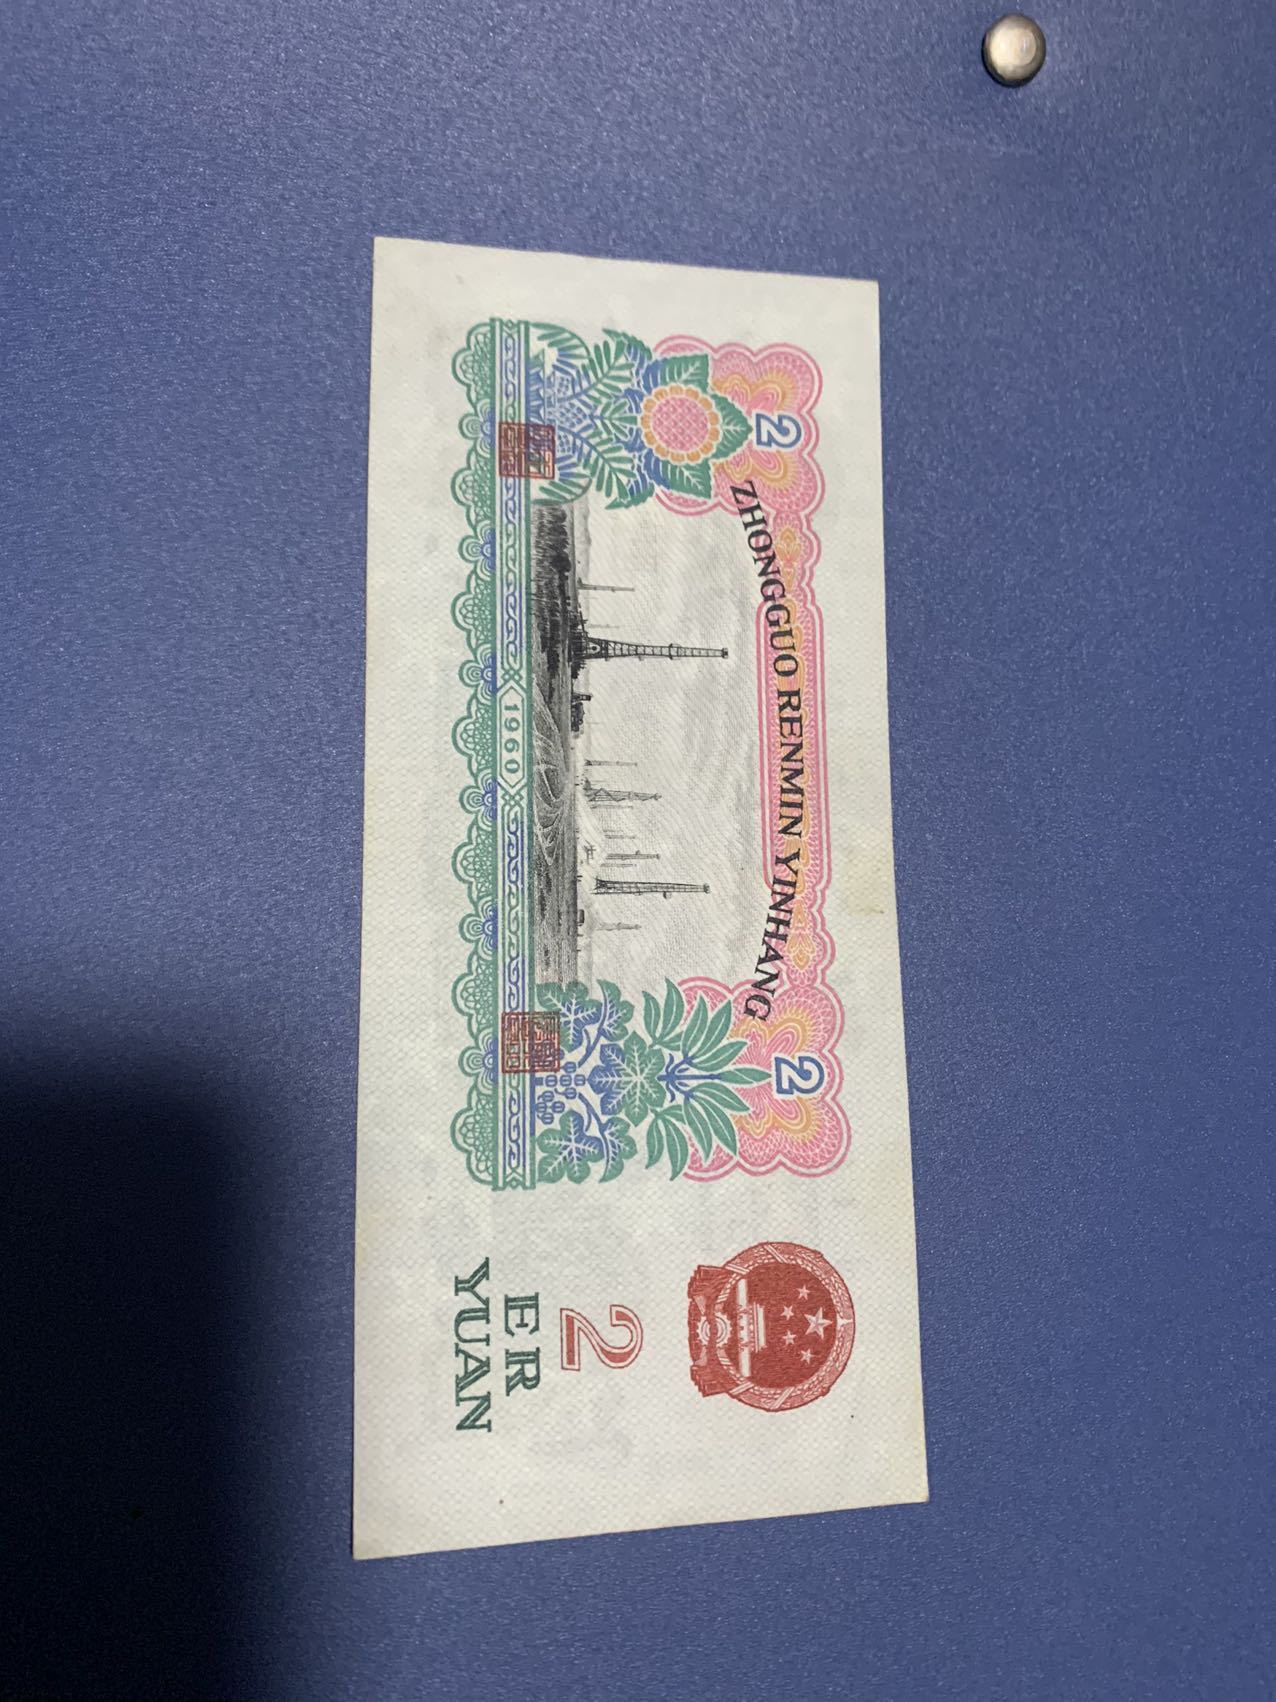 2
2
ZHONGGUO RENMIN YINHANG
1960
2
ER
YUAN